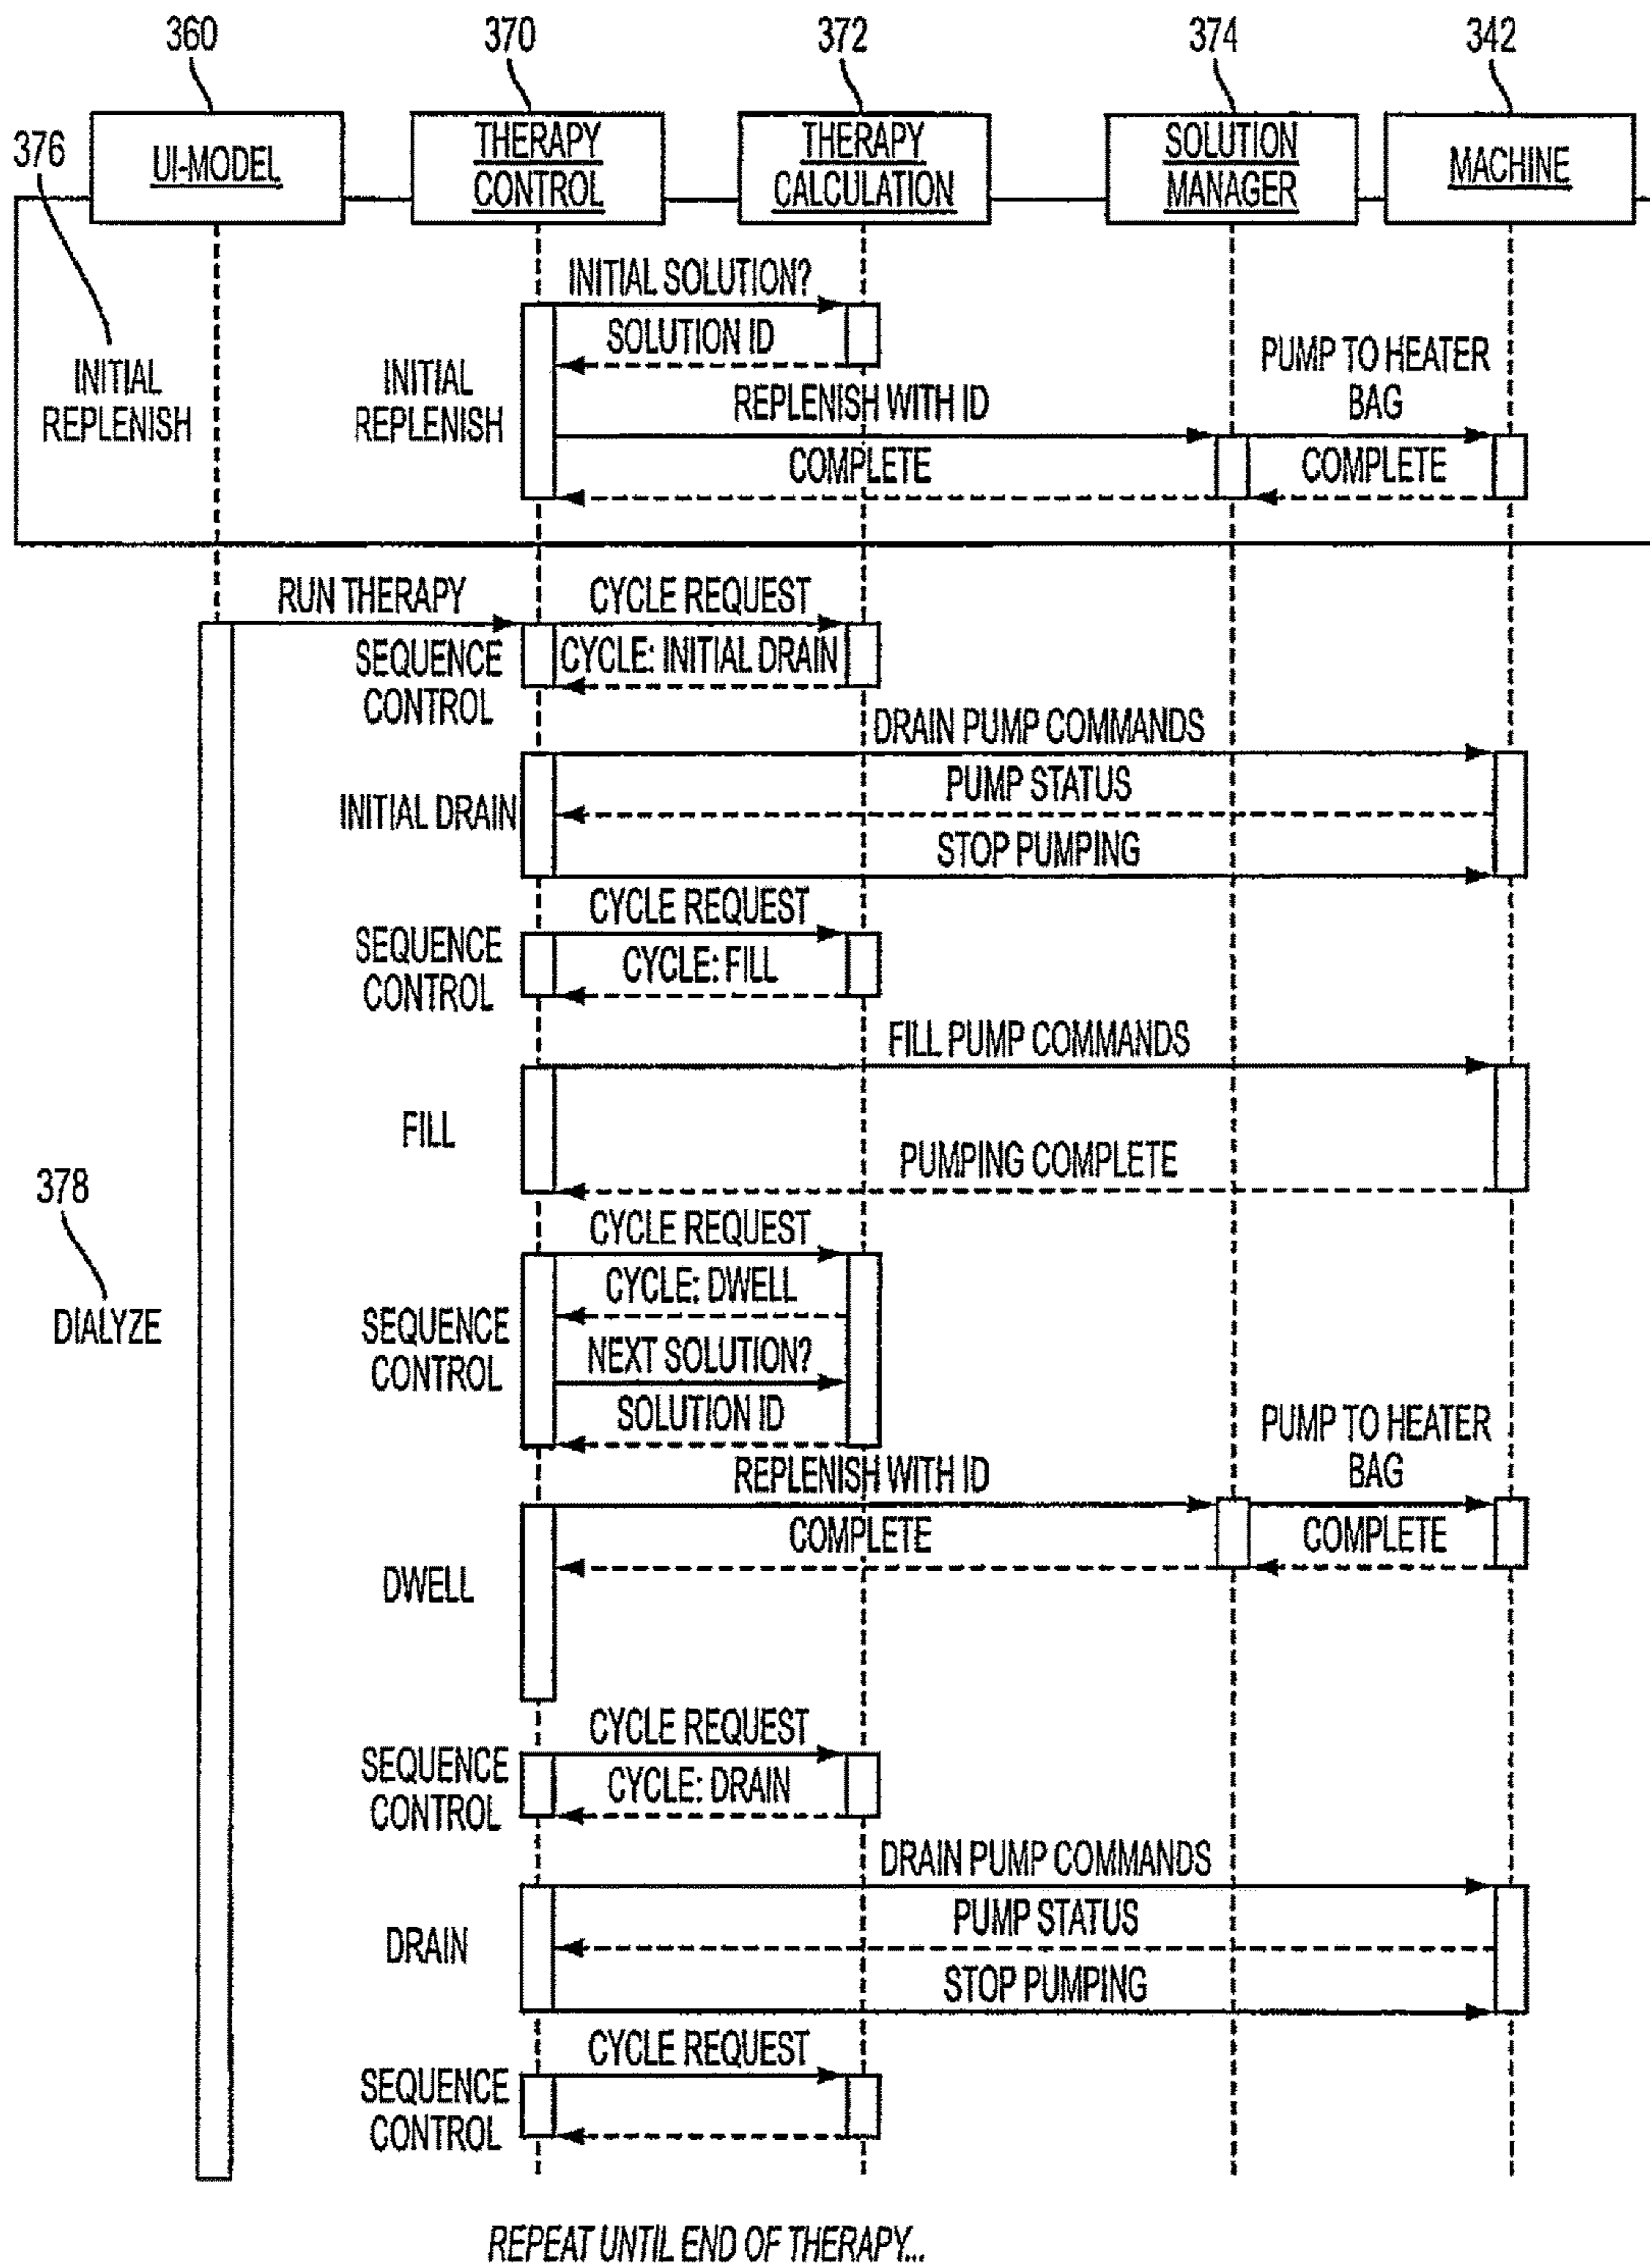 360
370
372
374
342
376
UI-MODEL
THERAPY
CONTROL
THERAPY
CALCULATION
SOLUTION
MANAGER
MACHINE
INITIAL SOLUTION?
SOLUTION ID
INITIAL
REPLENISH
INITIAL
REPLENISH
REPLENISH WITH ID
PUMP TO HEATER
BAG
COMPLETE
COMPLETE
RUN THERAPY
CYCLE REQUEST
SEQUENCE
CONTROL
CYCLE: INITIAL DRAIN
DRAIN PUMP COMMANDS
INITIAL DRAIN
PUMP STATUS
STOP PUMPING
CYCLE REQUEST
SEQUENCE
CONTROL
CYCLE: FILL
FILL PUMP COMMANDS
FILL
PUMPING COMPLETE
378
DIALYZE
CYCLE REQUEST
CYCLE: DWELL
SEQUENCE
CONTROL
NEXT SOLUTION?
SOLUTION ID
REPLENISH WITH ID
PUMP TO HEATER
BAG
COMPLETE
COMPLETE
DWELL
CYCLE REQUEST
SEQUENCE
CONTROL
CYCLE: DRAIN
DRAIN PUMP COMMANDS
DRAIN
PUMP STATUS
STOP PUMPING
CYCLE REQUEST
SEQUENCE
CONTROL
REPEAT UNTIL END OF THERAPY...